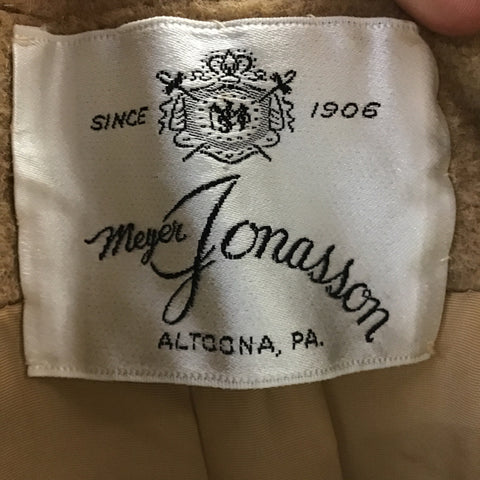 SINCE 1906
Meyer Jonasson
ALTOONA, PA.